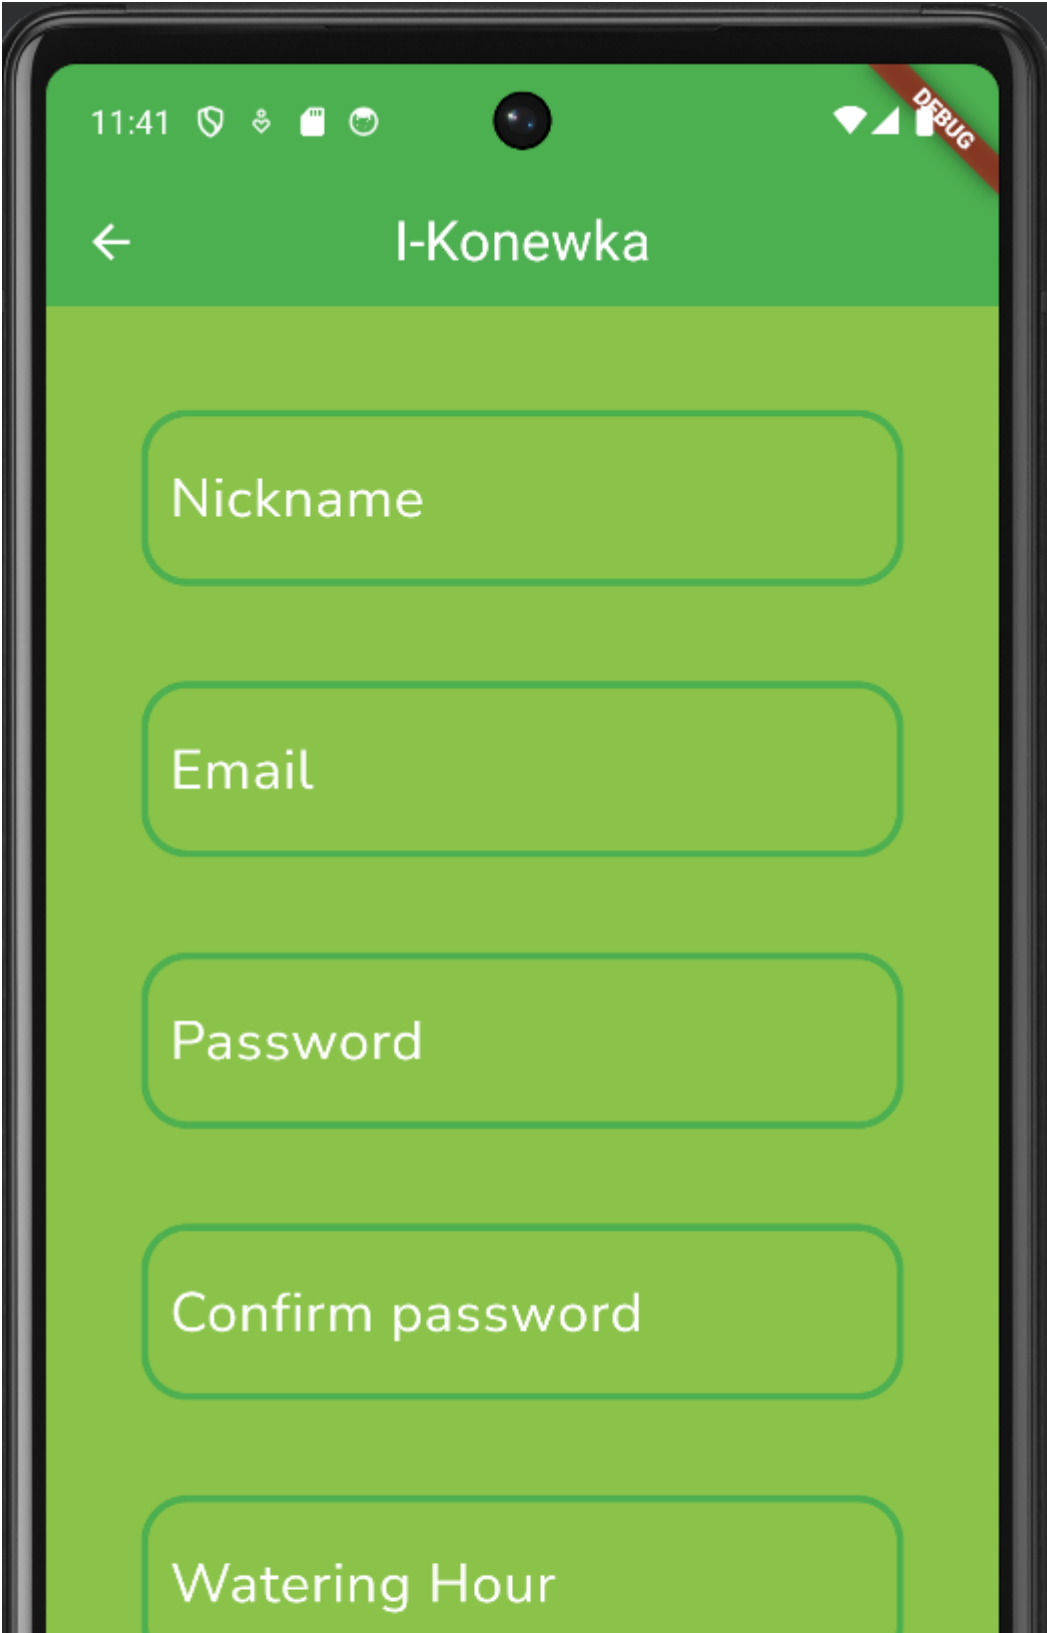 11:41
DEBUG
I-Konewka
Nickname
Email
Password
Confirm password
Watering Hour